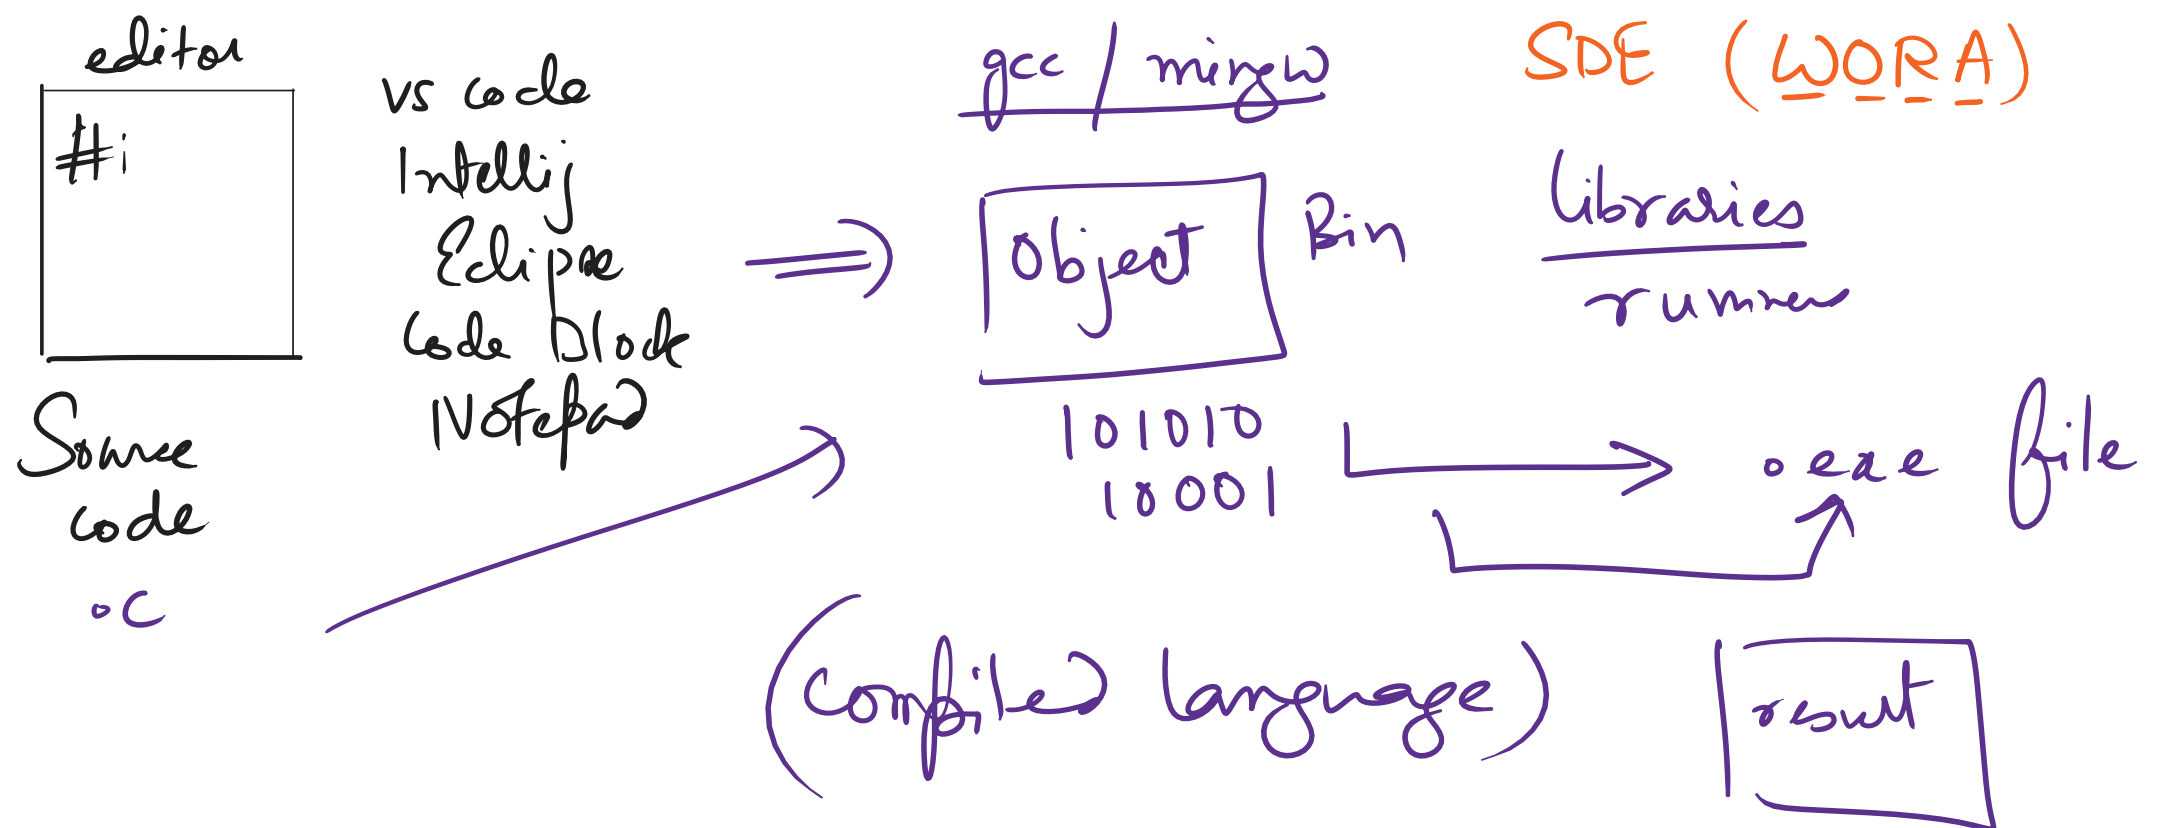 editor
#i
Source
code
.c
vs code
Intellij
Eclipse
Code Block
Notepad
gcc / mingw
Object
Bin
101010
10001
SDE (WORA)
libraries
runner
.exe file
(Compiled language)
result